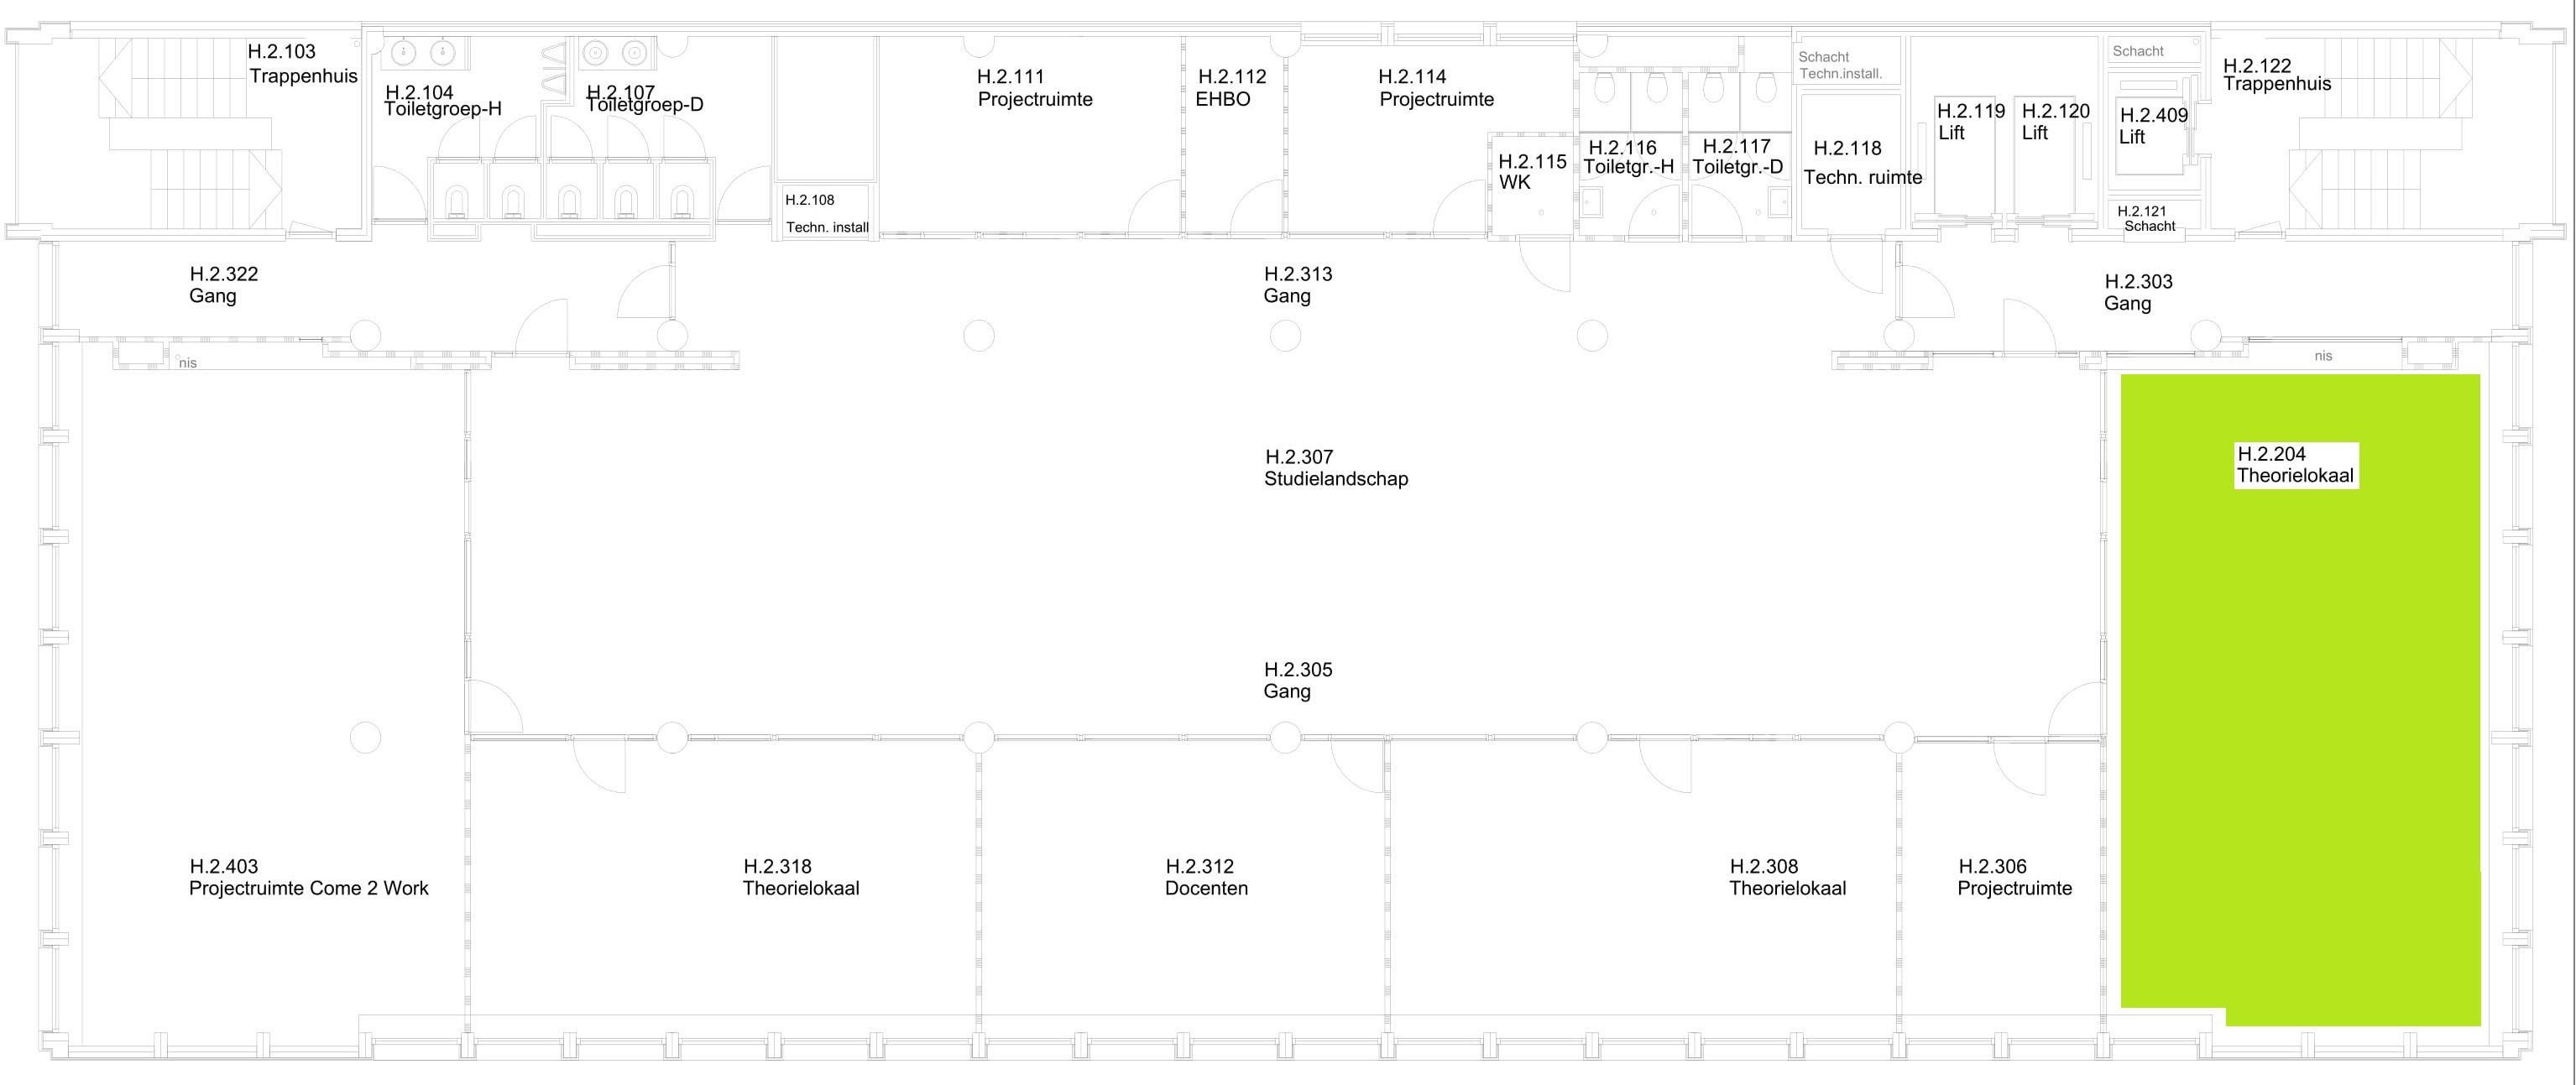 H.2.103
Trappenhuis
H.2.104
Toiletgroep-H
H.2.107
Toiletgroep-D
H.2.108
Techn. install
H.2.111
Projectruimte
H.2.112
EHBO
H.2.114
Projectruimte
H.2.115
WK
H.2.116
Toiletgr.-H
H.2.117
Toiletgr.-D
Schacht
Techn.install.
H.2.118
Techn. ruimte
H.2.119
Lift
H.2.120
Lift
Schacht
H.2.409
Lift
H.2.121
Schacht
H.2.122
Trappenhuis
H.2.322
Gang
H.2.313
Gang
H.2.303
Gang
nis
nis
H.2.307
Studielandschap
H.2.204
Theorielokaal
H.2.305
Gang
H.2.403
Projectruimte Come 2 Work
H.2.318
Theorielokaal
H.2.312
Docenten
H.2.308
Theorielokaal
H.2.306
Projectruimte